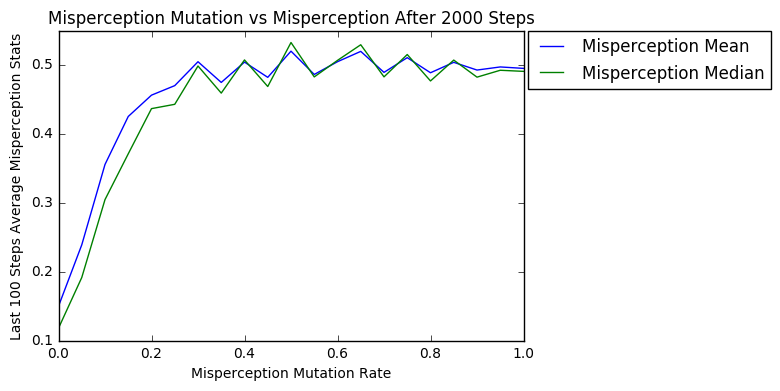 Misperception Mutation vs Misperception After 2000 Steps
Misperception Mean
Misperception Median
Last 100 Steps Average Misperception Stats
0.5
0.4
0.3
0.2
0.1
0.0
0.2
0.4
0.6
0.8
1.0
Misperception Mutation Rate